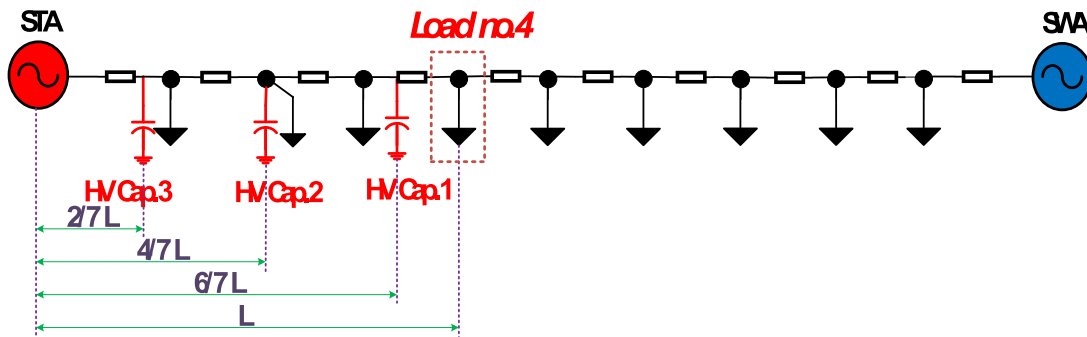 STA
Load no.4
SWA
HV Cap.3
HV Cap.2
HV Cap.1
2/7 L
4/7 L
6/7 L
L